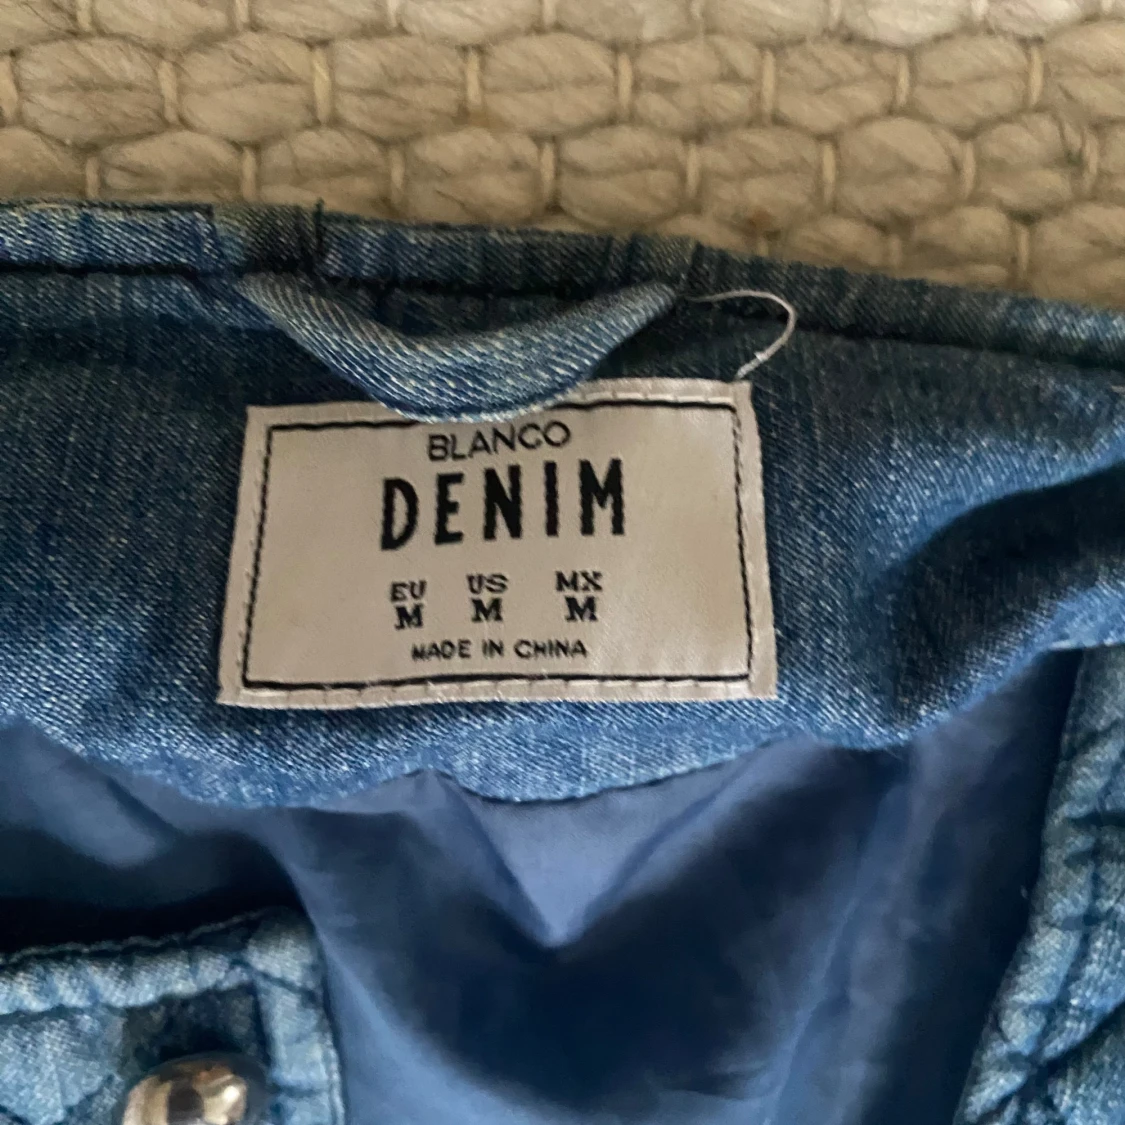 BLANCO
DENIM
EU US MX
M M M
MADE IN CHINA